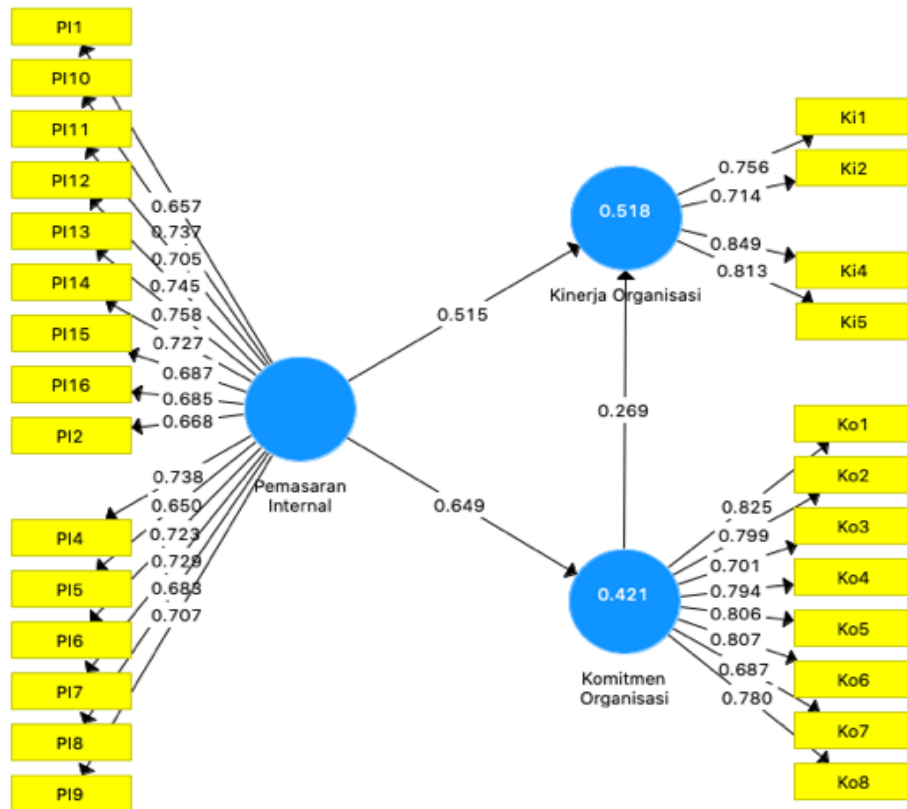 PI1
PI10
PI11
PI12
PI13
PI14
PI15
PI16
PI2
PI4
PI5
PI6
PI7
PI8
PI9
0.657
0.737
0.705
0.745
0.758
0.727
0.687
0.685
0.668
0.738
0.650
0.723
0.729
0.683
0.707
Pemasaran
Internal
0.515
0.649
0.518
Kinerja Organisasi
0.269
0.421
Komitmen
Organisasi
0.756
0.714
0.849
0.813
Ki1
Ki2
Ki4
Ki5
0.825
0.799
0.701
0.794
0.806
0.807
0.687
0.780
Ko1
Ko2
Ko3
Ko4
Ko5
Ko6
Ko7
Ko8